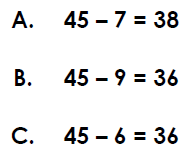 A. 45 – 7 = 38
B. 45 – 9 = 36
C. 45 – 6 = 36